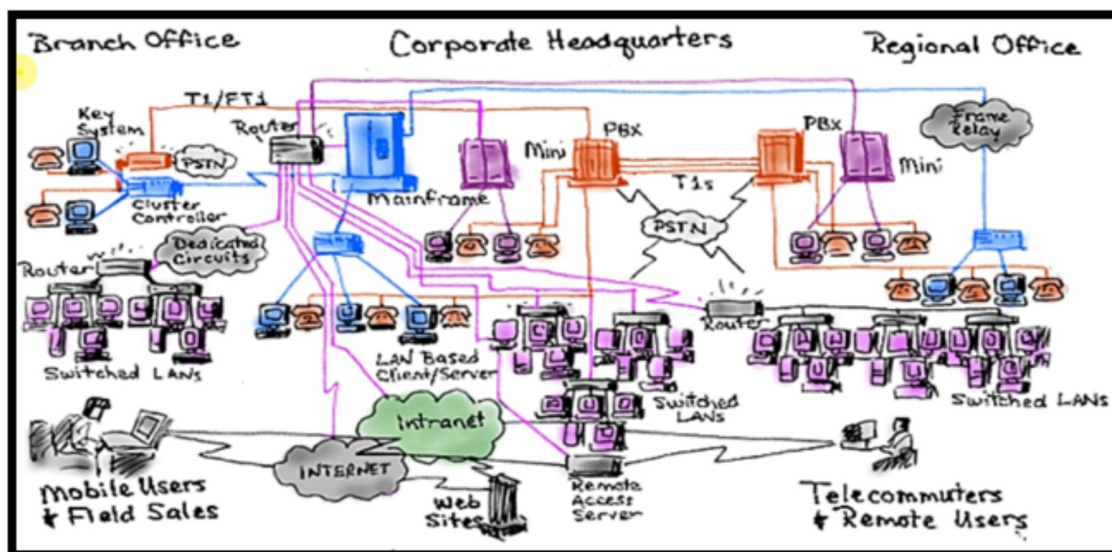 Branch Office
Corporate Headquarters
Regional Office
Key
System
T1/FT1
Router
PBX
PBX
Frame
Relay
PSTN
Mini
Mini
T1s
Cluster
Controller
Mainframe
PSTN
Dedicated
Circuits
Router
Router
LAN Based
Client/Server
Switched LANs
Switched
LANs
Switched LANs
Intranet
INTERNET
Mobile Users
& Field Sales
Web
Sites
Remote
Access
Server
Telecommuters
& Remote Users